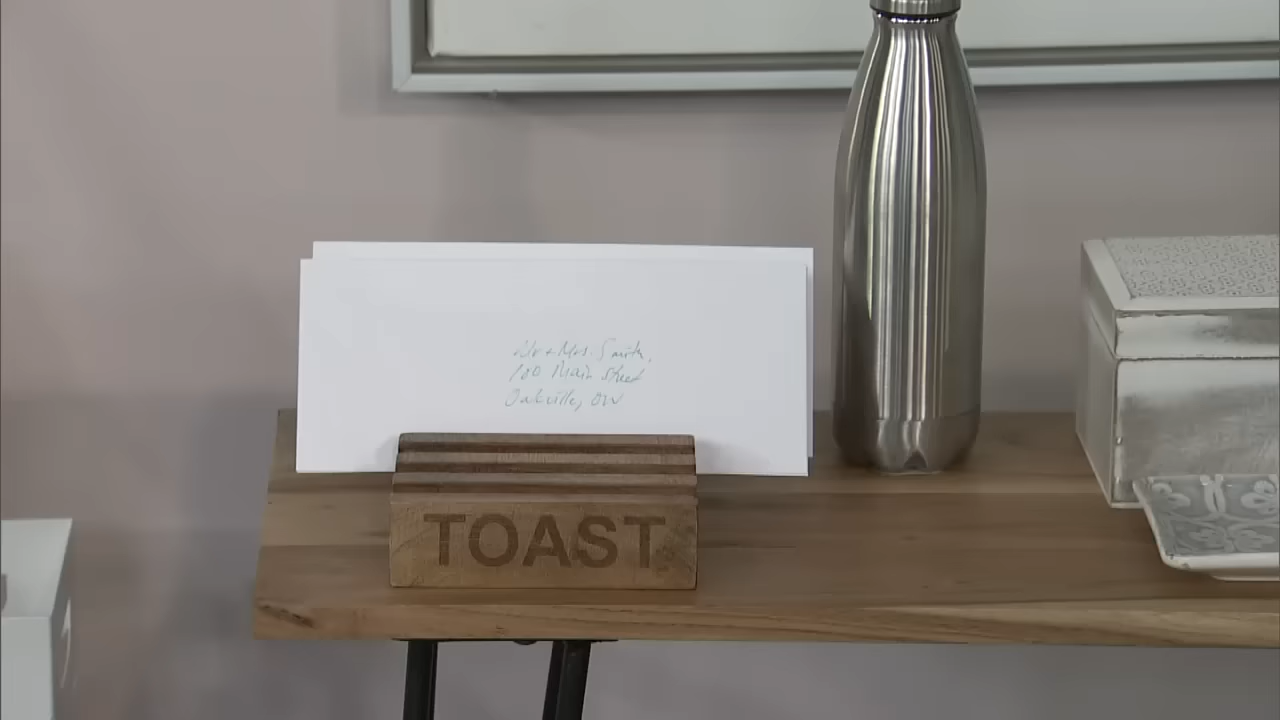 Mr + Mrs. Smith,
100 Main Street
Oakville, ON
TOAST